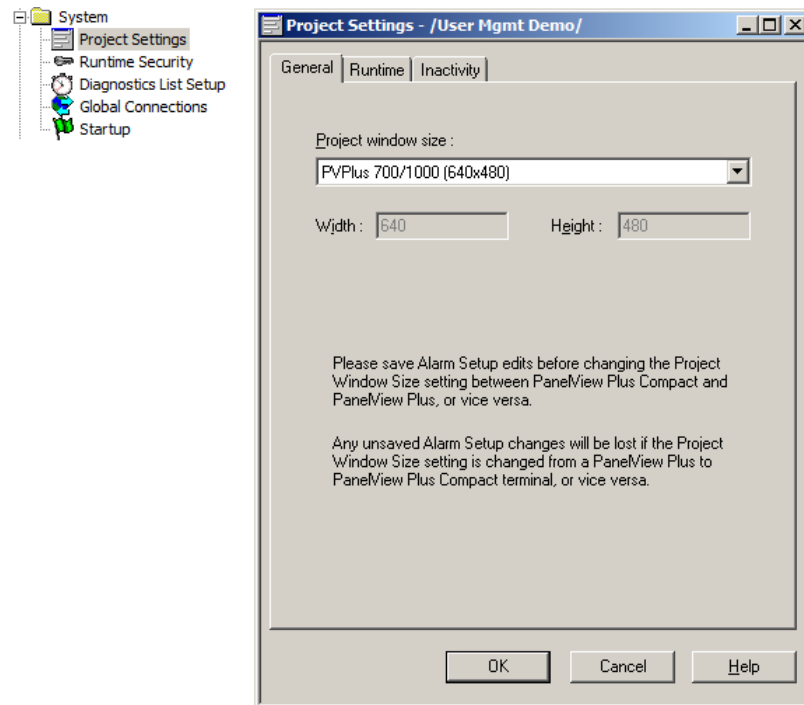 System
Project Settings
Runtime Security
Diagnostics List Setup
Global Connections
Startup
Project Settings - /User Mgmt Demo/
General Runtime Inactivity
Project window size :
PVPlus 700/1000 (640x480)
Width : 640 Height : 480
Please save Alarm Setup edits before changing the Project
Window Size setting between PanelView Plus Compact and
PanelView Plus, or vice versa.
Any unsaved Alarm Setup changes will be lost if the Project
Window Size setting is changed from a PanelView Plus to
PanelView Plus Compact terminal, or vice versa.
OK Cancel Help